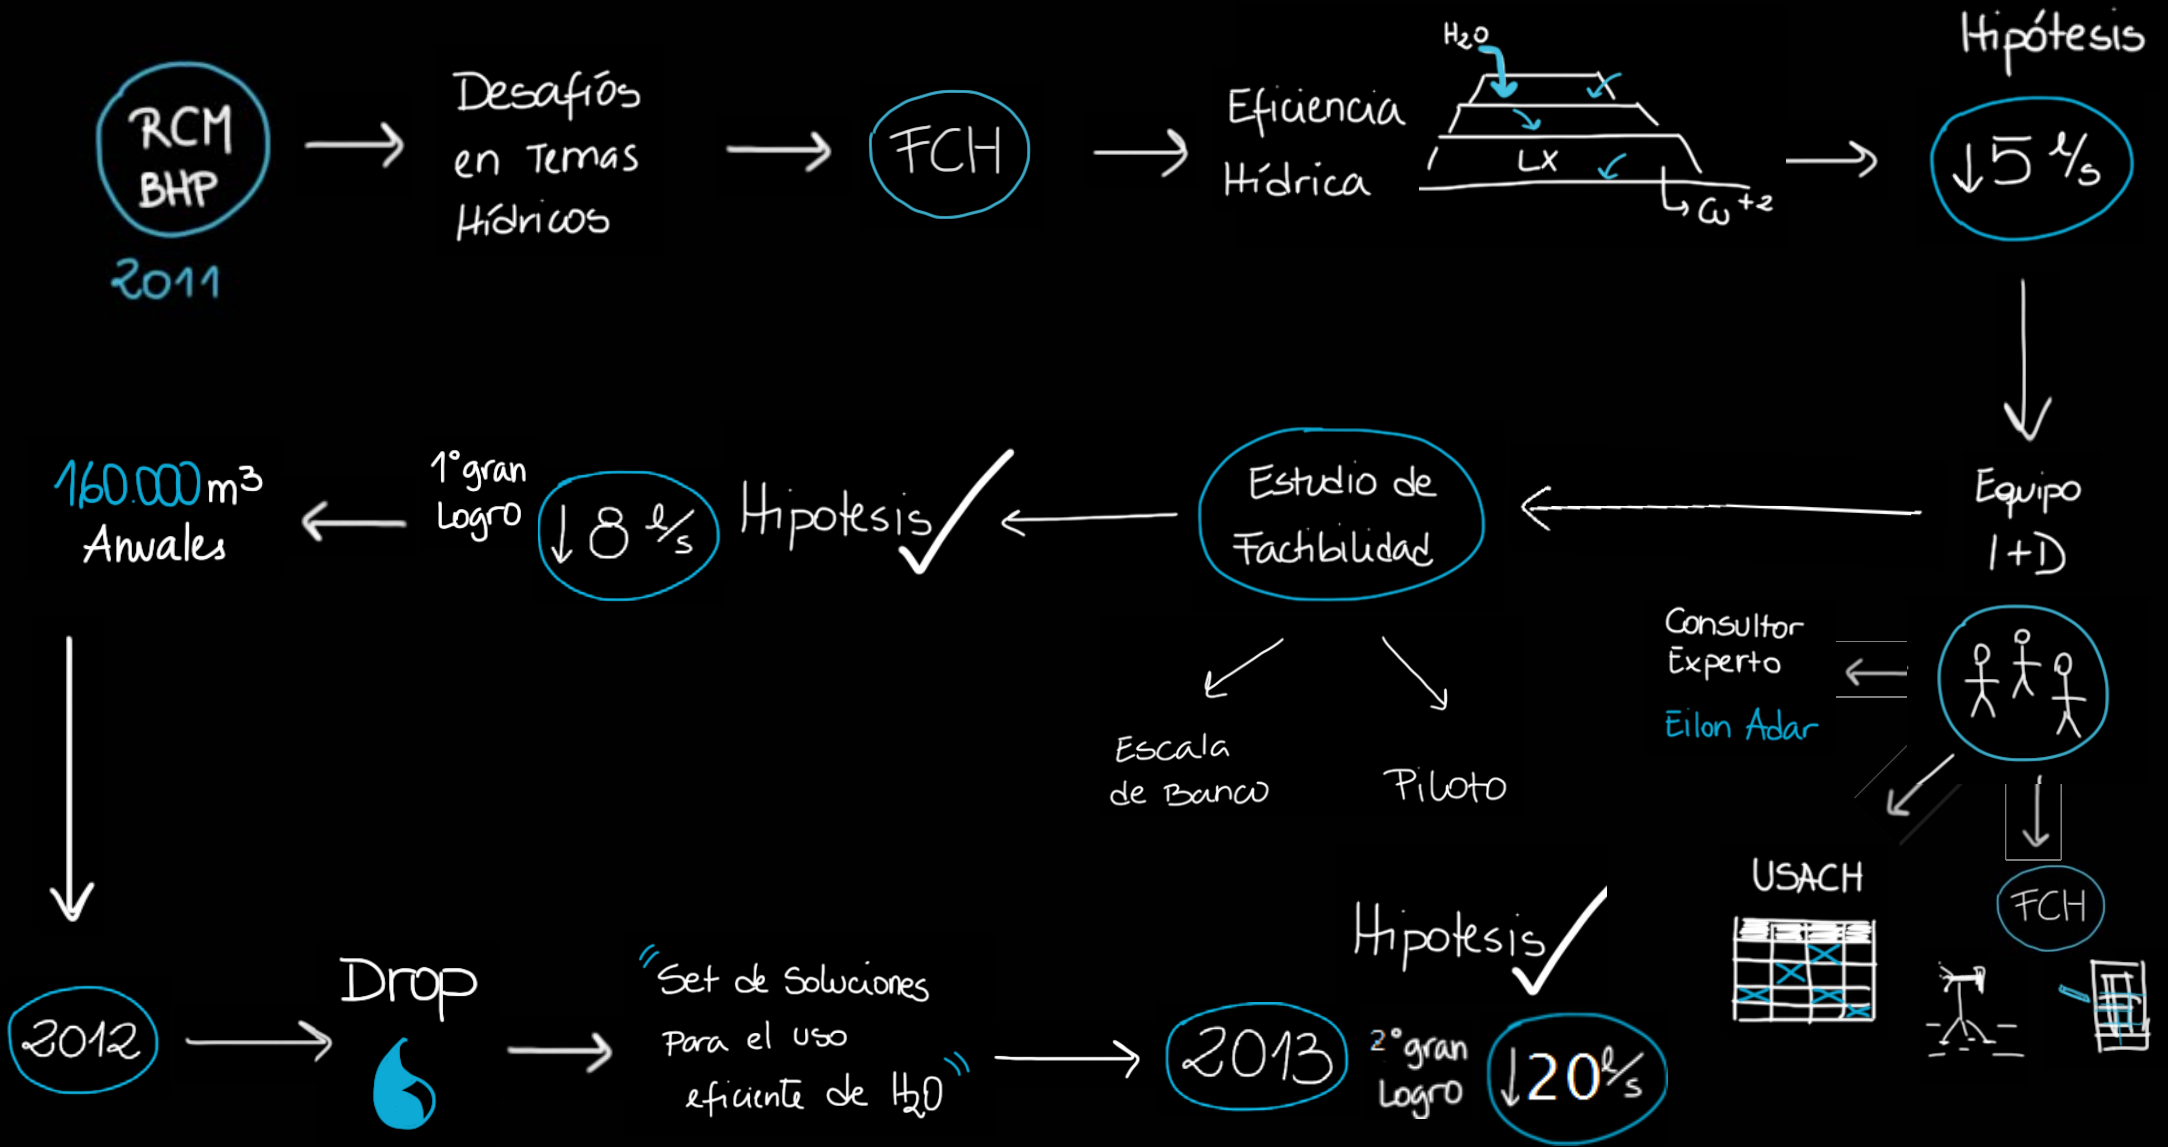 RCM
BHP
2011
Desafíós
en Temas
Hídricos
FCH
Eficiencia
Hídrica
H2O
LX
Cu+2
Hipótesis
↓5 l/s
Equipo
I+D
Consultor
Experto
Eilon Adar
USACH
FCH
Estudio de
Factibilidad
Escala
de Banco
Piloto
Hipotesis
↓8 l/s
1° gran
Logro
160.000 m³
Anuales
2012
Drop
"Set de Soluciones
para el uso
eficiente de H2O"
2013
Hipotesis
2° gran
Logro
↓20 l/s